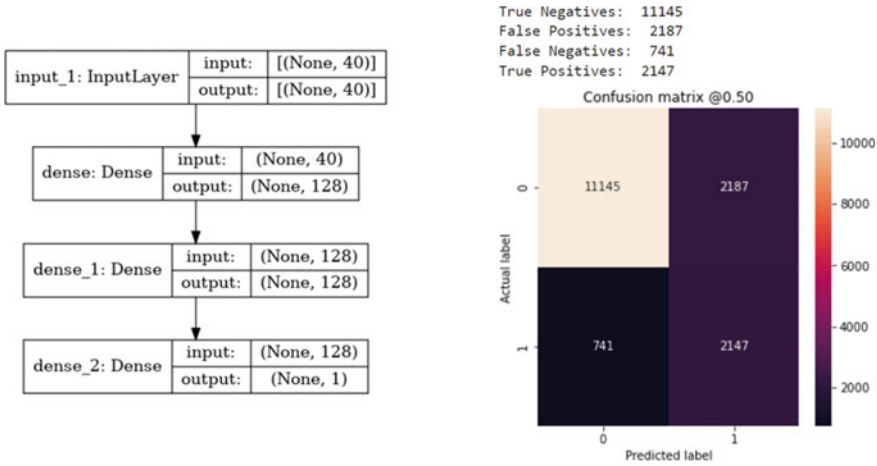 input_1: InputLayer
input:
[(None, 40)]
output:
[(None, 40)]
dense: Dense
input:
(None, 40)
output:
(None, 128)
dense_1: Dense
input:
(None, 128)
output:
(None, 128)
dense_2: Dense
input:
(None, 128)
output:
(None, 1)
True Negatives: 11145
False Positives: 2187
False Negatives: 741
True Positives: 2147
Confusion matrix @0.50
Actual label
0
1
11145
2187
741
2147
0
1
Predicted label
10000
8000
6000
4000
2000